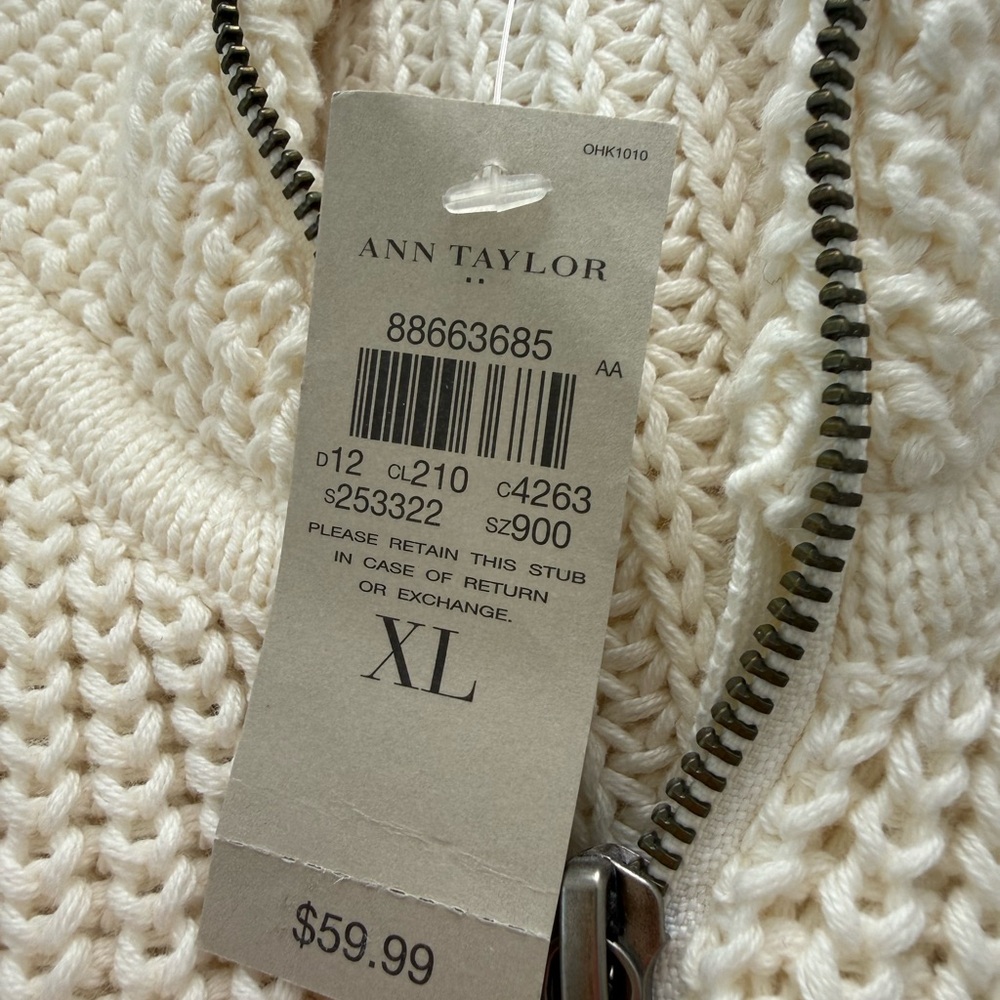 OHK1010
ANN TAYLOR
88663685
AA
D12 CL210 C4263
S253322 SZ900
PLEASE RETAIN THIS STUB
IN CASE OF RETURN
OR EXCHANGE.
XL
$59.99